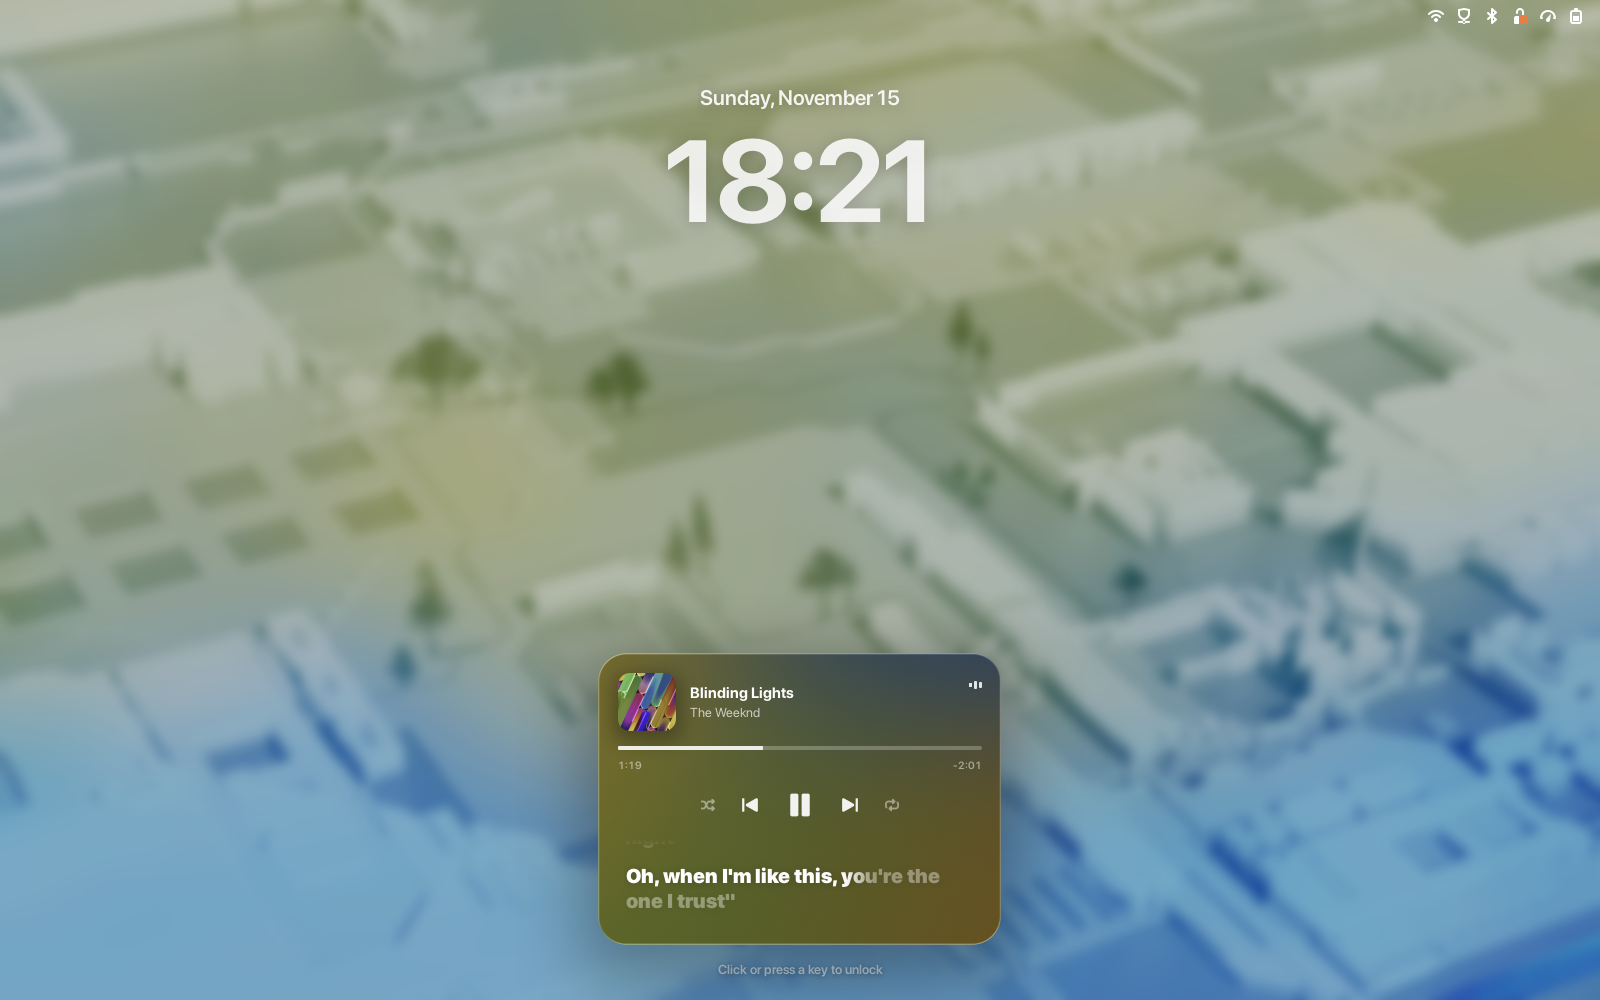 Sunday, November 15
18:21
Blinding Lights
The Weeknd
1:19
-2:01
Oh, when I'm like this, you're the
one I trust"
Click or press a key to unlock